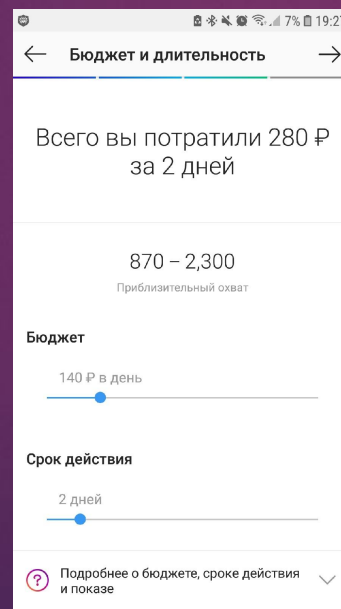 7% 19:27
Бюджет и длительность
Всего вы потратили 280 ₽
за 2 дней
870 – 2,300
Приблизительный охват
Бюджет
140 ₽ в день
Срок действия
2 дней
Подробнее о бюджете, сроке действия
и показе